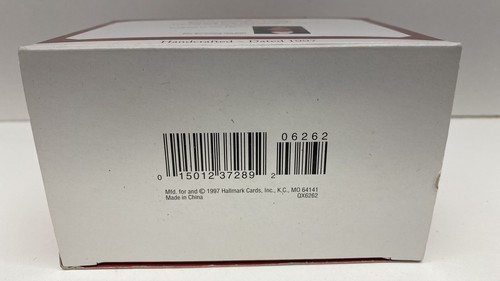 Handcrafted – Dated 1997
06262
0 15012 37289 2
Mfd. for and © 1997 Hallmark Cards, Inc., K.C., MO 64141
Made in China QX6262